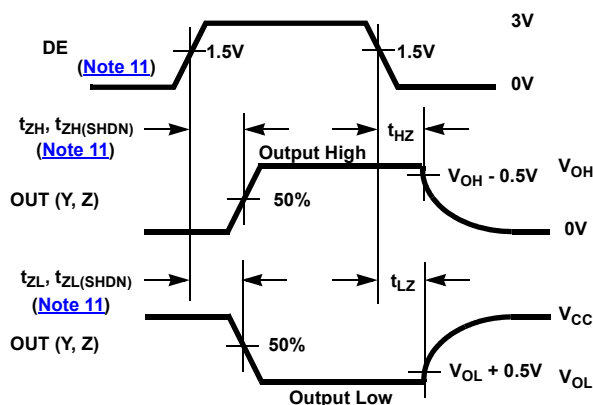 3V
DE
1.5V
1.5V
(Note 11)
0V
tZH, tZH(SHDN)
(Note 11)
tHZ
Output High
VOH - 0.5V
VOH
OUT (Y, Z)
50%
0V
tZL, tZL(SHDN)
(Note 11)
tLZ
VCC
OUT (Y, Z)
50%
VOL + 0.5V
VOL
Output Low